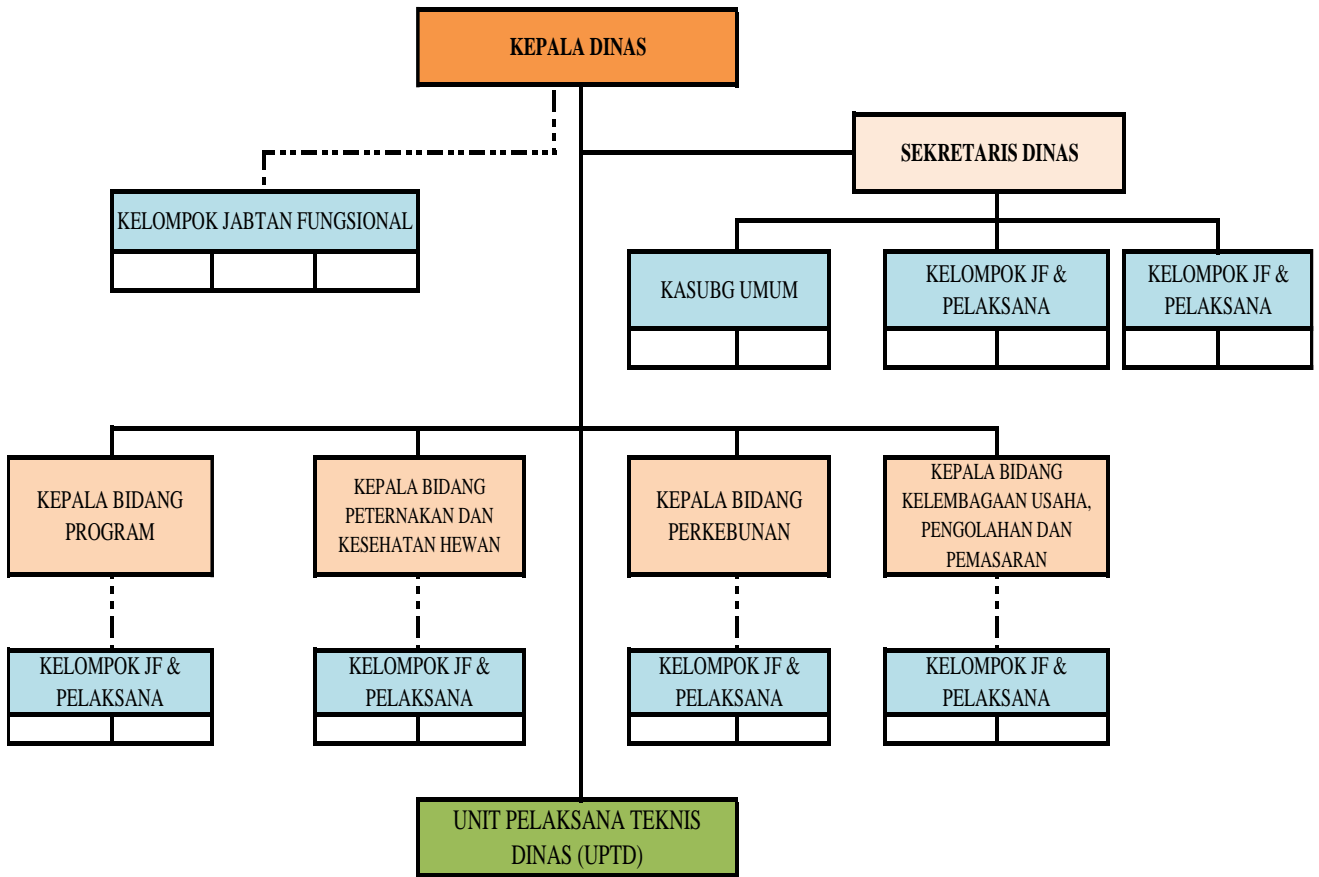 KEPALA DINAS
SEKRETARIS DINAS
KELOMPOK JABTAN FUNGSIONAL
KASUBG UMUM
KELOMPOK JF &
PELAKSANA
KELOMPOK JF &
PELAKSANA
KEPALA BIDANG
PROGRAM
KEPALA BIDANG
PETERNAKAN DAN
KESEHATAN HEWAN
KEPALA BIDANG
PERKEBUNAN
KEPALA BIDANG
KELEMBAGAAN USAHA,
PENGOLAHAN DAN
PEMASARAN
KELOMPOK JF &
PELAKSANA
KELOMPOK JF &
PELAKSANA
KELOMPOK JF &
PELAKSANA
KELOMPOK JF &
PELAKSANA
UNIT PELAKSANA TEKNIS
DINAS (UPTD)